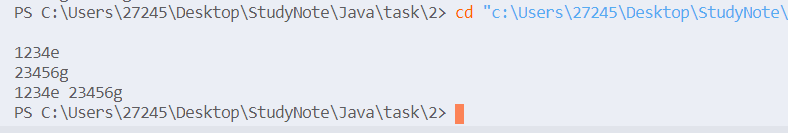 PS C:\Users\27245\Desktop\StudyNote\Java\task\2> cd "c:\Users\27245\Desktop\StudyNote\
1234e
23456g
1234e 23456g
PS C:\Users\27245\Desktop\StudyNote\Java\task\2>